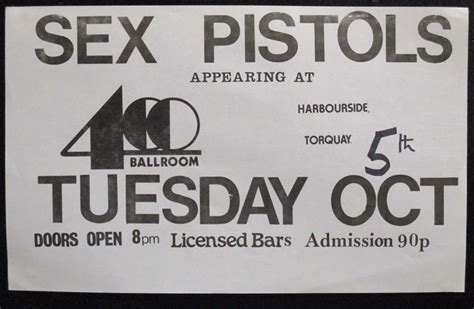 SEX PISTOLS
APPEARING AT
400
BALLROOM
HARBOURSIDE,
TORQUAY.
TUESDAY OCT 5th
DOORS OPEN 8pm Licensed Bars Admission 90p